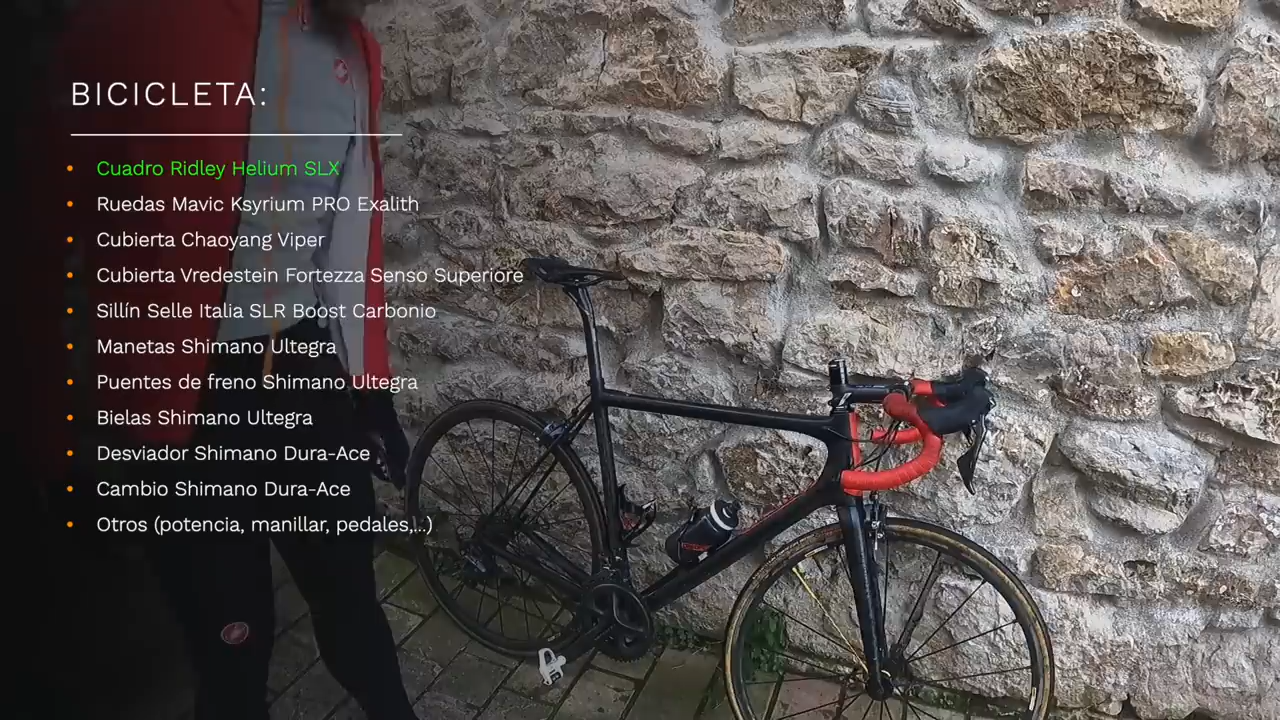 BICICLETA:
• Cuadro Ridley Helium SLX
• Ruedas Mavic Ksyrium PRO Exalith
• Cubierta Chaoyang Viper
• Cubierta Vredestein Fortezza Senso Superiore
• Sillín Selle Italia SLR Boost Carbonio
• Manetas Shimano Ultegra
• Puentes de freno Shimano Ultegra
• Bielas Shimano Ultegra
• Desviador Shimano Dura-Ace
• Cambio Shimano Dura-Ace
• Otros (potencia, manillar, pedales,...)